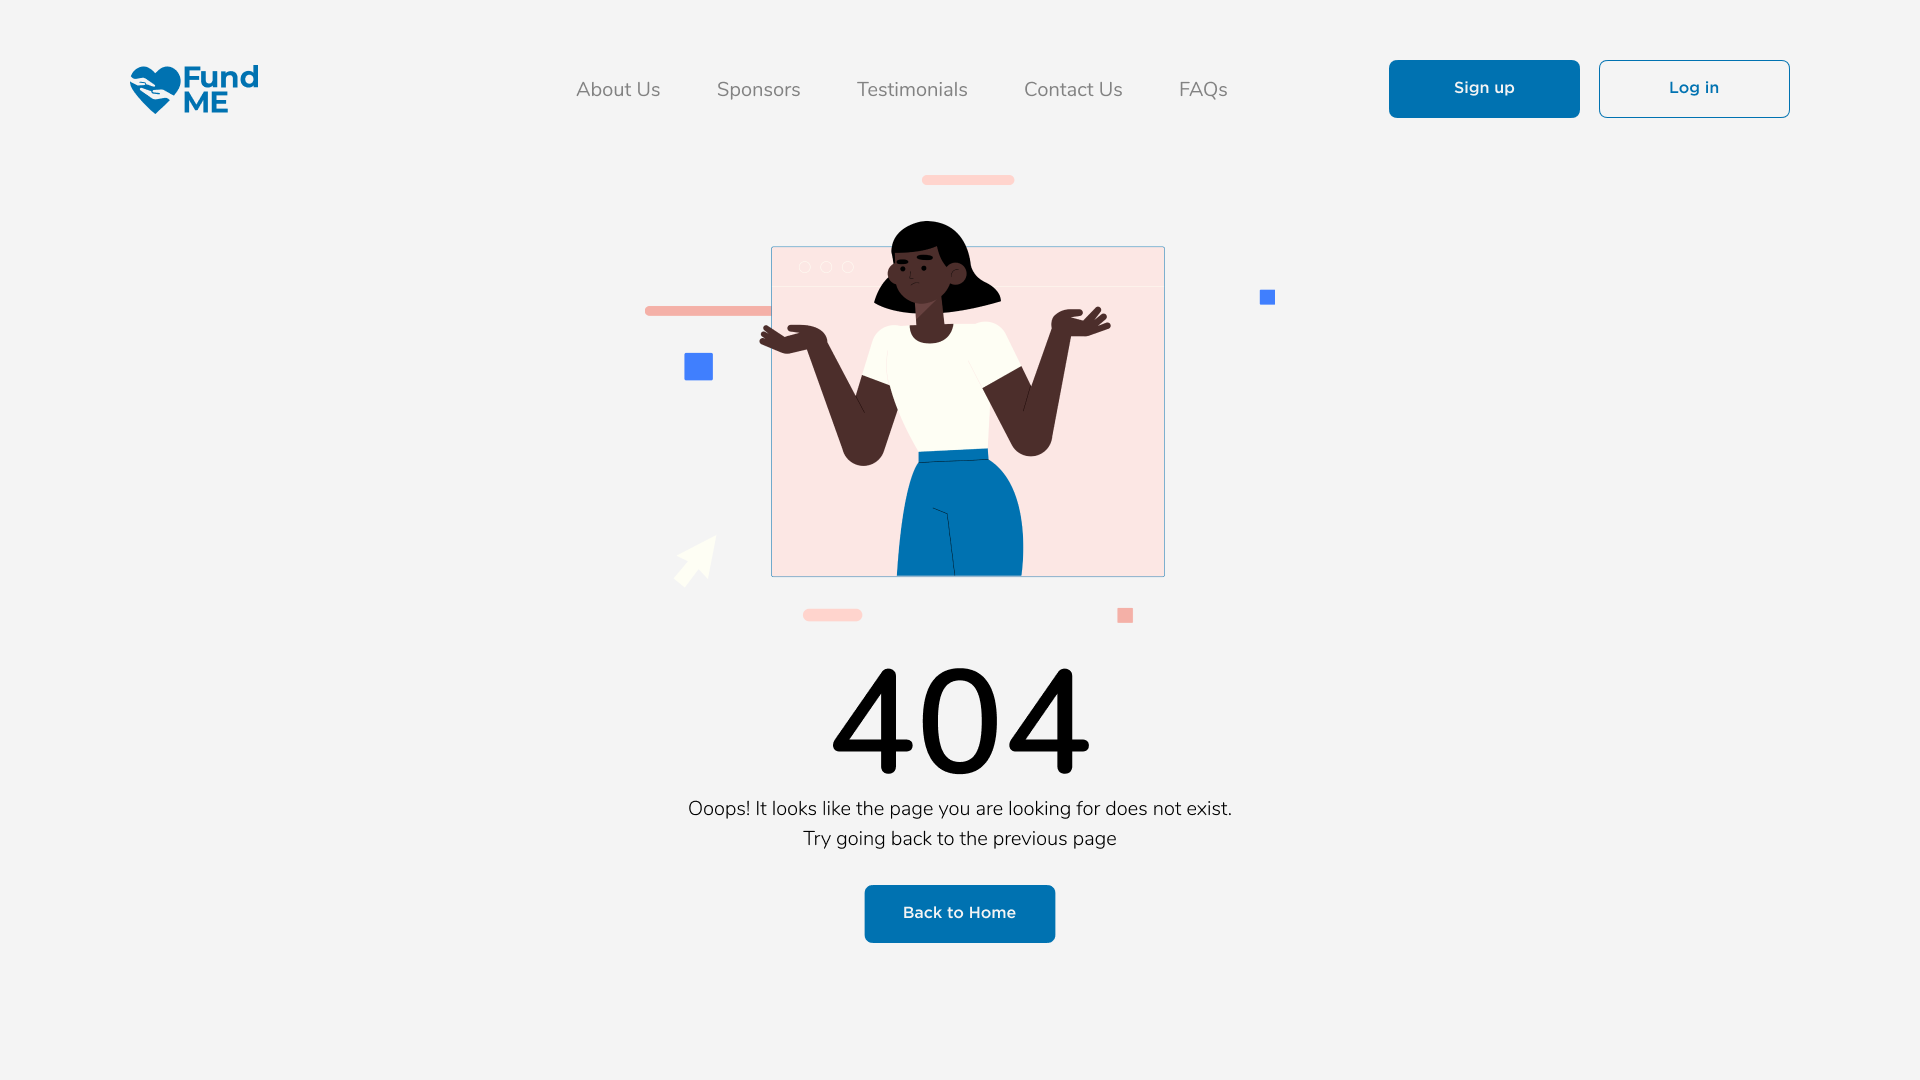 Fund
ME
About Us
Sponsors
Testimonials
Contact Us
FAQs
Sign up
Log in
404
Ooops! It looks like the page you are looking for does not exist.
Try going back to the previous page
Back to Home